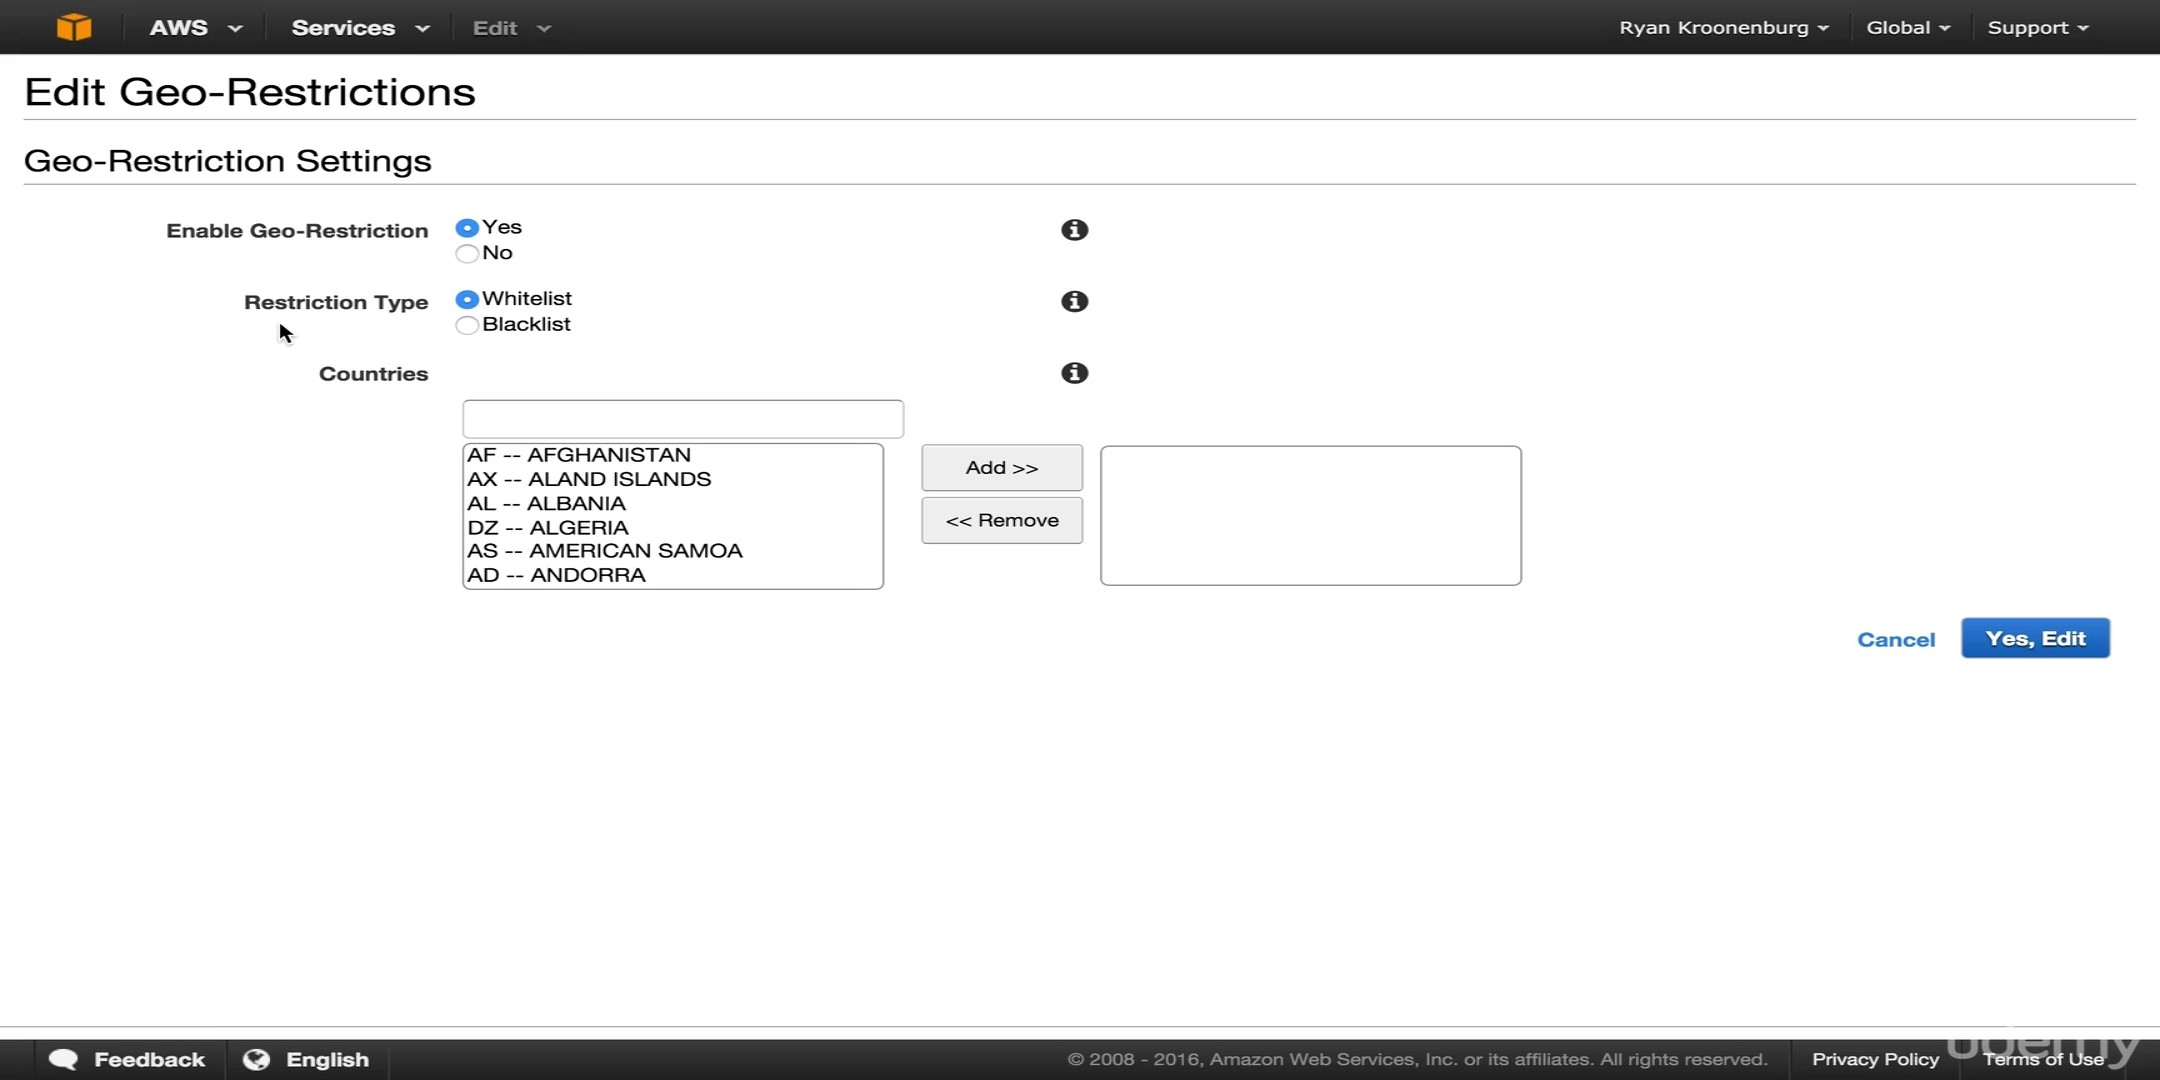 AWS Services Edit Ryan Kroonenburg Global Support
Edit Geo-Restrictions
Geo-Restriction Settings
Enable Geo-Restriction Yes
No
Restriction Type Whitelist
Blacklist
Countries
AF -- AFGHANISTAN
AX -- ALAND ISLANDS
AL -- ALBANIA
DZ -- ALGERIA
AS -- AMERICAN SAMOA
AD -- ANDORRA
Add >>
<< Remove
Cancel Yes, Edit
Feedback English © 2008 - 2016, Amazon Web Services, Inc. or its affiliates. All rights reserved. Privacy Policy Terms of Use
udemy